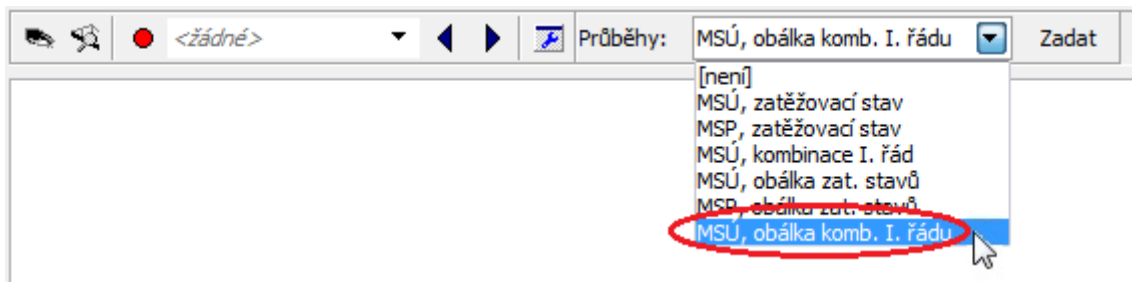 <žádné> Průběhy: MSÚ, obálka komb. I. řádu Zadat
[není]
MSÚ, zatěžovací stav
MSP, zatěžovací stav
MSÚ, kombinace I. řád
MSÚ, obálka zat. stavů
MSP, obálka zat. stavů
MSÚ, obálka komb. I. řádu